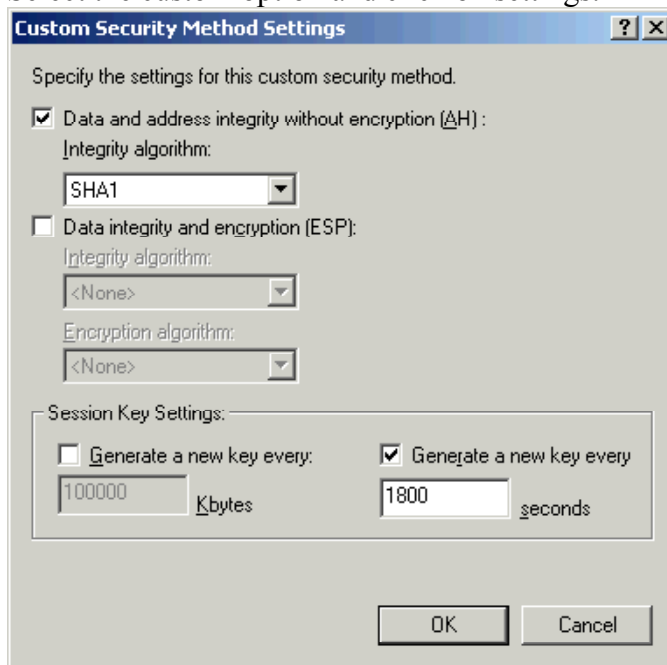 Custom Security Method Settings
Specify the settings for this custom security method.
Data and address integrity without encryption (AH) :
Integrity algorithm:
SHA1
Data integrity and encryption (ESP):
Integrity algorithm:
<None>
Encryption algorithm:
<None>
Session Key Settings:
Generate a new key every: Generate a new key every
100000 Kbytes 1800 seconds
OK Cancel